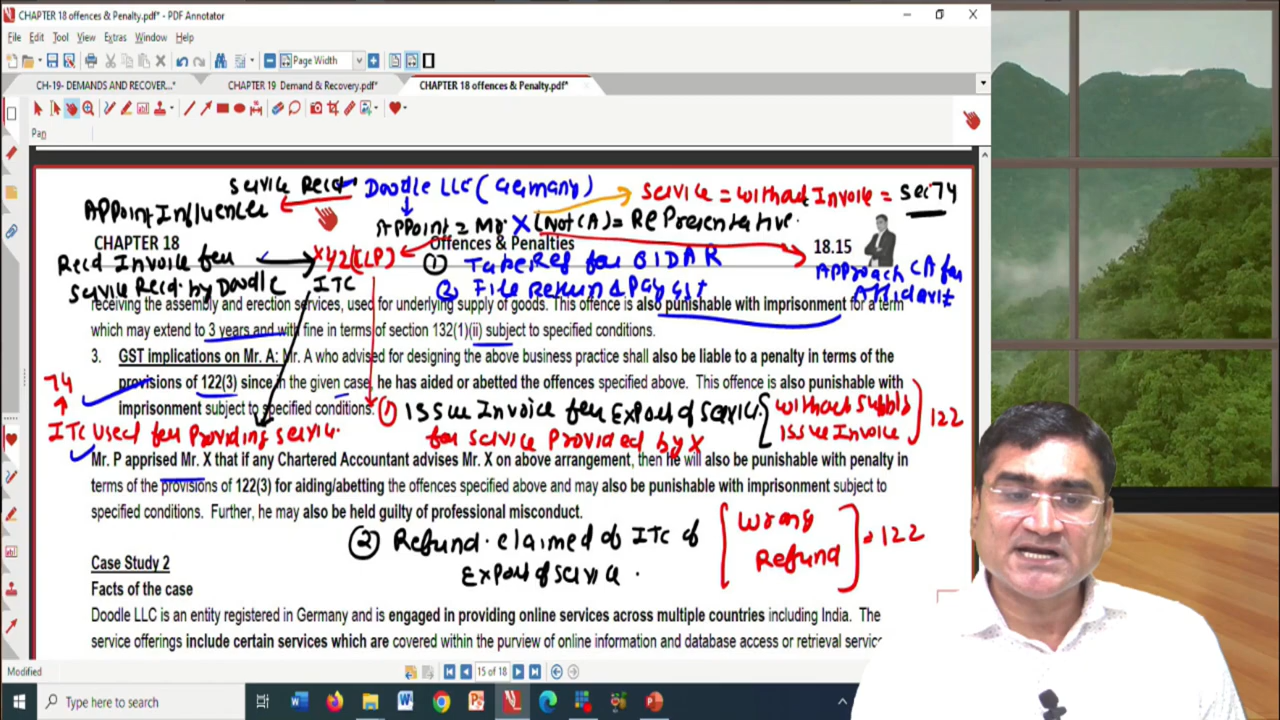 CHAPTER 18 offences & Penalty.pdf* - PDF Annotator
File Edit Tool View Extras Window Help
Page Width
CH-19- DEMANDS AND RECOVER...* CHAPTER 19 Demand & Recovery.pdf* CHAPTER 18 offences & Penalty.pdf*
Pan
Service Recd Doodle LLC (Germany) Service = without Invoice = Sec 74
Appoint Influencer Appoint = Mr. X (Not CA) = Representative.
CHAPTER 18 Offences & Penalties 18.15
Recd Invoice for XYZ (LLP) ① Take Ref for OIDAR Approach CA for
Service Recd by Doodle ITC ② File Return & Pay GST Affidavit
receiving the assembly and erection services, used for underlying supply of goods. This offence is also punishable with imprisonment for a term
which may extend to 3 years and with fine in terms of section 132(1)(ii) subject to specified conditions.
3. GST implications on Mr. A: Mr. A who advised for designing the above business practice shall also be liable to a penalty in terms of the
provisions of 122(3) since in the given case, he has aided or abetted the offences specified above. This offence is also punishable with
imprisonment subject to specified conditions.
74
① Issue Invoice for Export of Service. without Supply 122
ITC used for Providing Service. for service Provided by X issue Invoice
Mr. P apprised Mr. X that if any Chartered Accountant advises Mr. X on above arrangement, then he will also be punishable with penalty in
terms of the provisions of 122(3) for aiding/abetting the offences specified above and may also be punishable with imprisonment subject to
specified conditions. Further, he may also be held guilty of professional misconduct.
② Refund claimed of ITC of Wrong Refund 122
Export of Service.
Case Study 2
Facts of the case
Doodle LLC is an entity registered in Germany and is engaged in providing online services across multiple countries including India. The
service offerings include certain services which are covered within the purview of online information and database access or retrieval servic
Modified 15 of 18
Type here to search